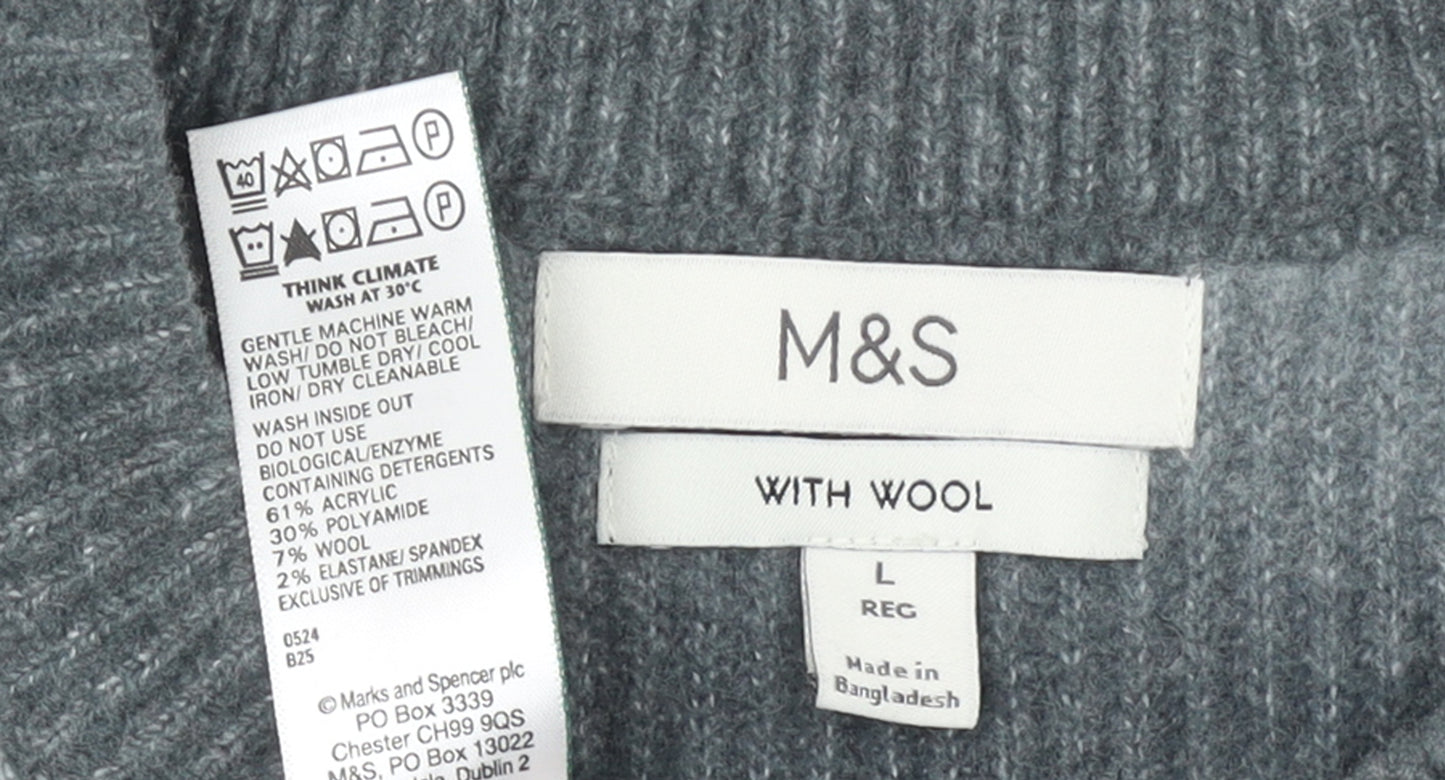 40 P
P
THINK CLIMATE
WASH AT 30°C
GENTLE MACHINE WARM
WASH/ DO NOT BLEACH/
LOW TUMBLE DRY/ COOL
IRON/ DRY CLEANABLE
WASH INSIDE OUT
DO NOT USE
BIOLOGICAL/ENZYME
CONTAINING DETERGENTS
61% ACRYLIC
30% POLYAMIDE
7% WOOL
2% ELASTANE/ SPANDEX
EXCLUSIVE OF TRIMMINGS
0524
B25
© Marks and Spencer plc
PO Box 3339
Chester CH99 9QS
M&S, PO Box 13022
Dublin 2
M&S
WITH WOOL
L
REG
Made in
Bangladesh